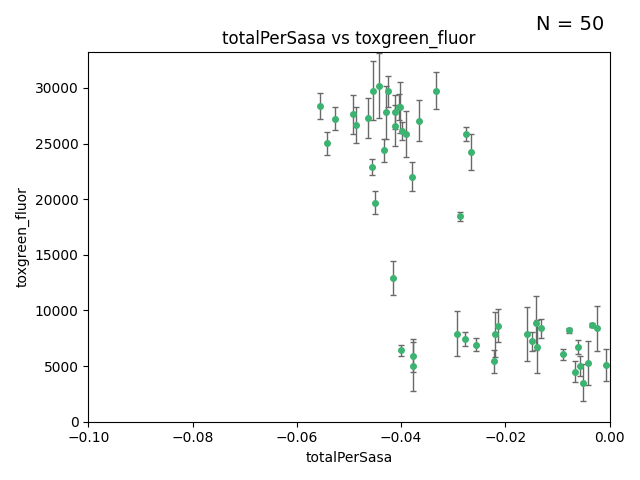 N = 50
totalPerSasa vs toxgreen_fluor
toxgreen_fluor
30000
25000
20000
15000
10000
5000
0
−0.10 −0.08 −0.06 −0.04 −0.02 0.00
totalPerSasa